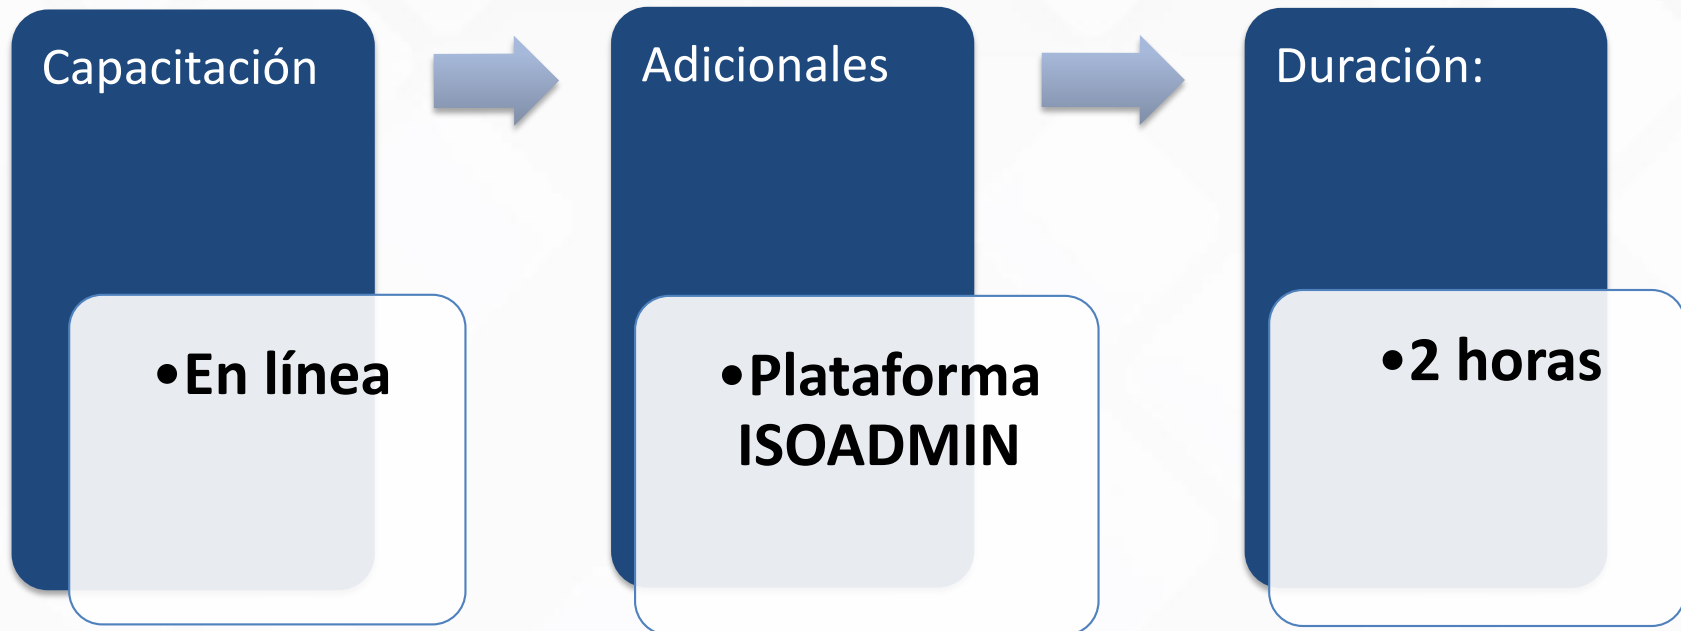 Capacitación
•En línea
Adicionales
•Plataforma
ISOADMIN
Duración:
•2 horas